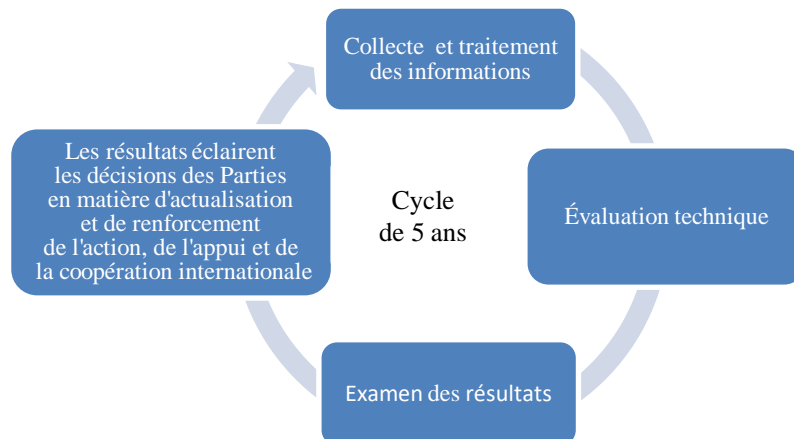 Collecte et traitement
des informations
Évaluation technique
Examen des résultats
Les résultats éclairent
les décisions des Parties
en matière d'actualisation
et de renforcement
de l'action, de l'appui et de
la coopération internationale
Cycle
de 5 ans